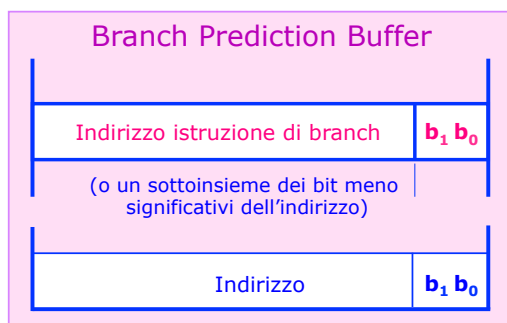 Branch Prediction Buffer
Indirizzo istruzione di branch b₁ b₀
(o un sottoinsieme dei bit meno
significativi dell'indirizzo)
Indirizzo b₁ b₀